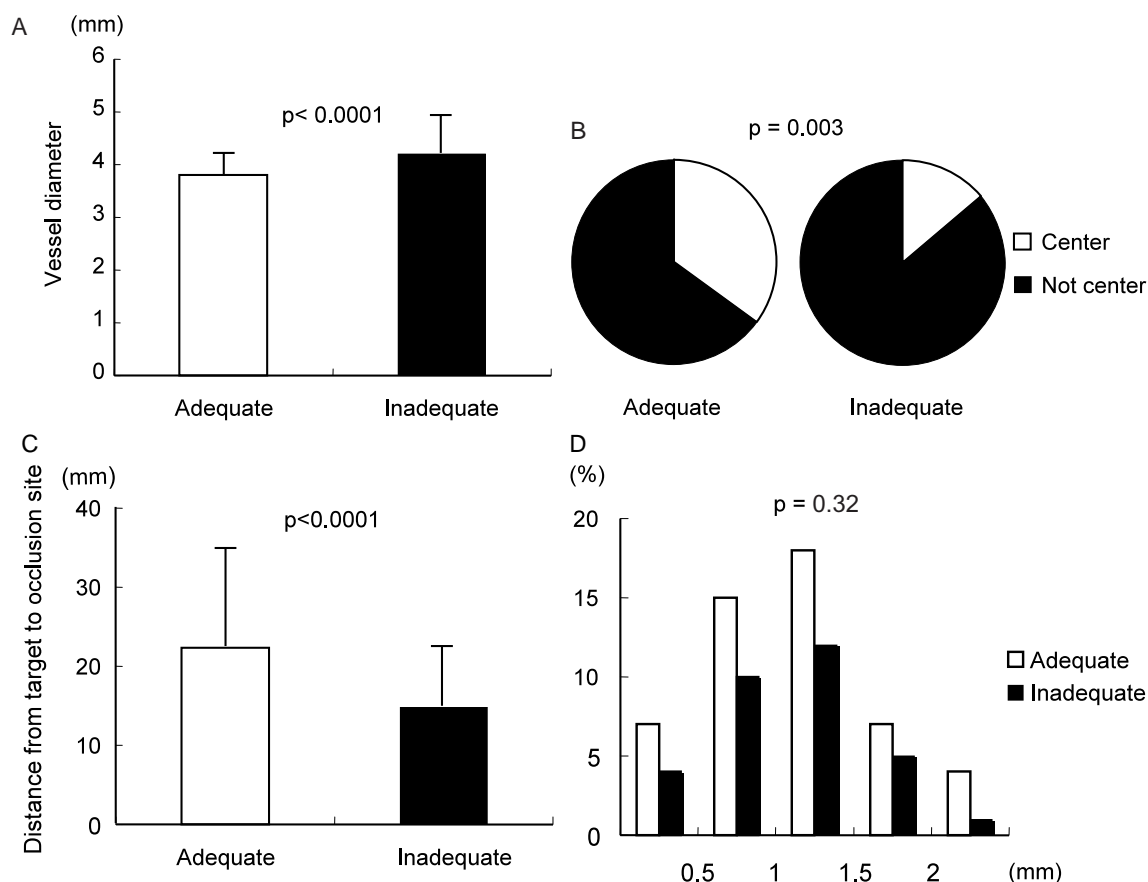 A
(mm)
Vessel diameter
6
5
4
3
2
1
0
p< 0.0001
Adequate
Inadequate
B
p = 0.003
Center
Not center
Adequate
Inadequate
C
(mm)
Distance from target to occlusion site
40
30
20
10
0
p<0.0001
Adequate
Inadequate
D
(%)
p = 0.32
20
15
10
5
0
Adequate
Inadequate
0.5 1 1.5 2 (mm)